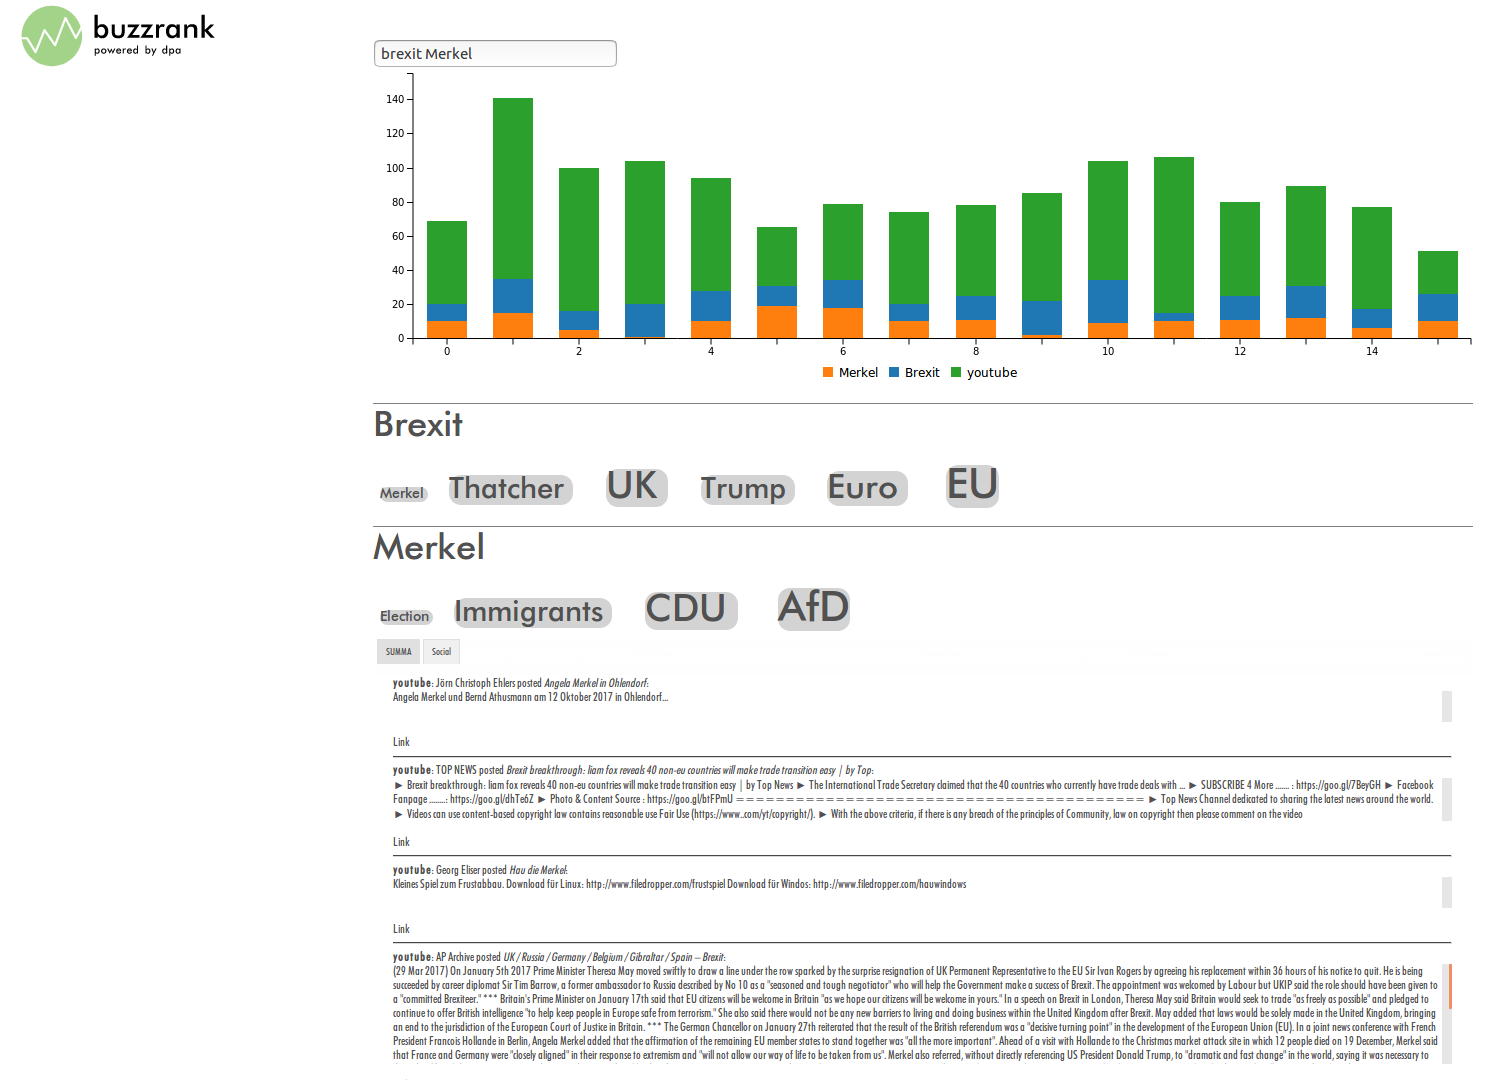 buzzrank
powered by dpa
brexit Merkel
140
120
100
80
60
40
20
0
0 2 4 6 8 10 12 14
Merkel Brexit youtube
Brexit
Merkel Thatcher UK Trump Euro EU
Merkel
Election Immigrants CDU AfD
SUMMA Social
youtube: Jörn Christoph Ehlers posted Angela Merkel in Ohlendorf:
Angela Merkel und Bernd Athusmann am 12 Oktober 2017 in Ohlendorf...
Link
youtube: TOP NEWS posted Brexit breakthrough: liam fox reveals 40 non-eu countries will make trade transition easy | by Top:
► Brexit breakthrough: liam fox reveals 40 non-eu countries will make trade transition easy | by Top News ► The International Trade Secretary claimed that the 40 countries who currently have trade deals with ... ► SUBSCRIBE 4 More ....... : https://goo.gl/7BeyGH ► Facebook
Fanpage ........: https://goo.gl/dhTe6Z ► Photo & Content Source : https://goo.gl/btFPmU ======================================= ► Top News Channel dedicated to sharing the latest news around the world.
► Videos can use content-based copyright law contains reasonable use Fair Use (https://www..com/yt/copyright/). ► With the above criteria, if there is any breach of the principles of Community, law on copyright then please comment on the video
Link
youtube: Georg Eliser posted Hau die Merkel:
Kleines Spiel zum Frustabbau. Download für Linux: http://www.filedropper.com/frustspiel Download für Windos: http://www.filedropper.com/hauwindows
Link
youtube: AP Archive posted UK / Russia / Germany / Belgium / Gibraltar / Spain – Brexit:
(29 Mar 2017) On January 5th 2017 Prime Minister Theresa May moved swiftly to draw a line under the row sparked by the surprise resignation of UK Permanent Representative to the EU Sir Ivan Rogers by agreeing his replacement within 36 hours of his notice to quit. He is being
succeeded by career diplomat Sir Tim Barrow, a former ambassador to Russia described by No 10 as a "seasoned and tough negotiator" who will help the Government make a success of Brexit. The appointment was welcomed by Labour but UKIP said the role should have been given to
a "committed Brexiteer." *** Britain's Prime Minister on January 17th said that EU citizens will be welcome in Britain "as we hope our citizens will be welcome in yours." In a speech on Brexit in London, Theresa May said Britain would seek to trade "as freely as possible" and pledged to
continue to offer British intelligence "to help keep people in Europe safe from terrorism." She also said there would not be any new barriers to living and doing business within the United Kingdom after Brexit. May added that laws would be solely made in the United Kingdom, bringing
an end to the jurisdiction of the European Court of Justice in Britain. *** The German Chancellor on January 27th reiterated that the result of the British referendum was a "decisive turning point" in the development of the European Union (EU). In a joint news conference with French
President Francois Hollande in Berlin, Angela Merkel added that the affirmation of the remaining EU member states to stand together was "all the more important". Ahead of a visit with Hollande to the Christmas market attack site in which 12 people died on 19 December, Merkel said
that France and Germany were "closely aligned" in their response to extremism and "will not allow our way of life to be taken from us". Merkel also referred, without directly referencing US President Donald Trump, to "dramatic and fast change" in the world, saying it was necessary to